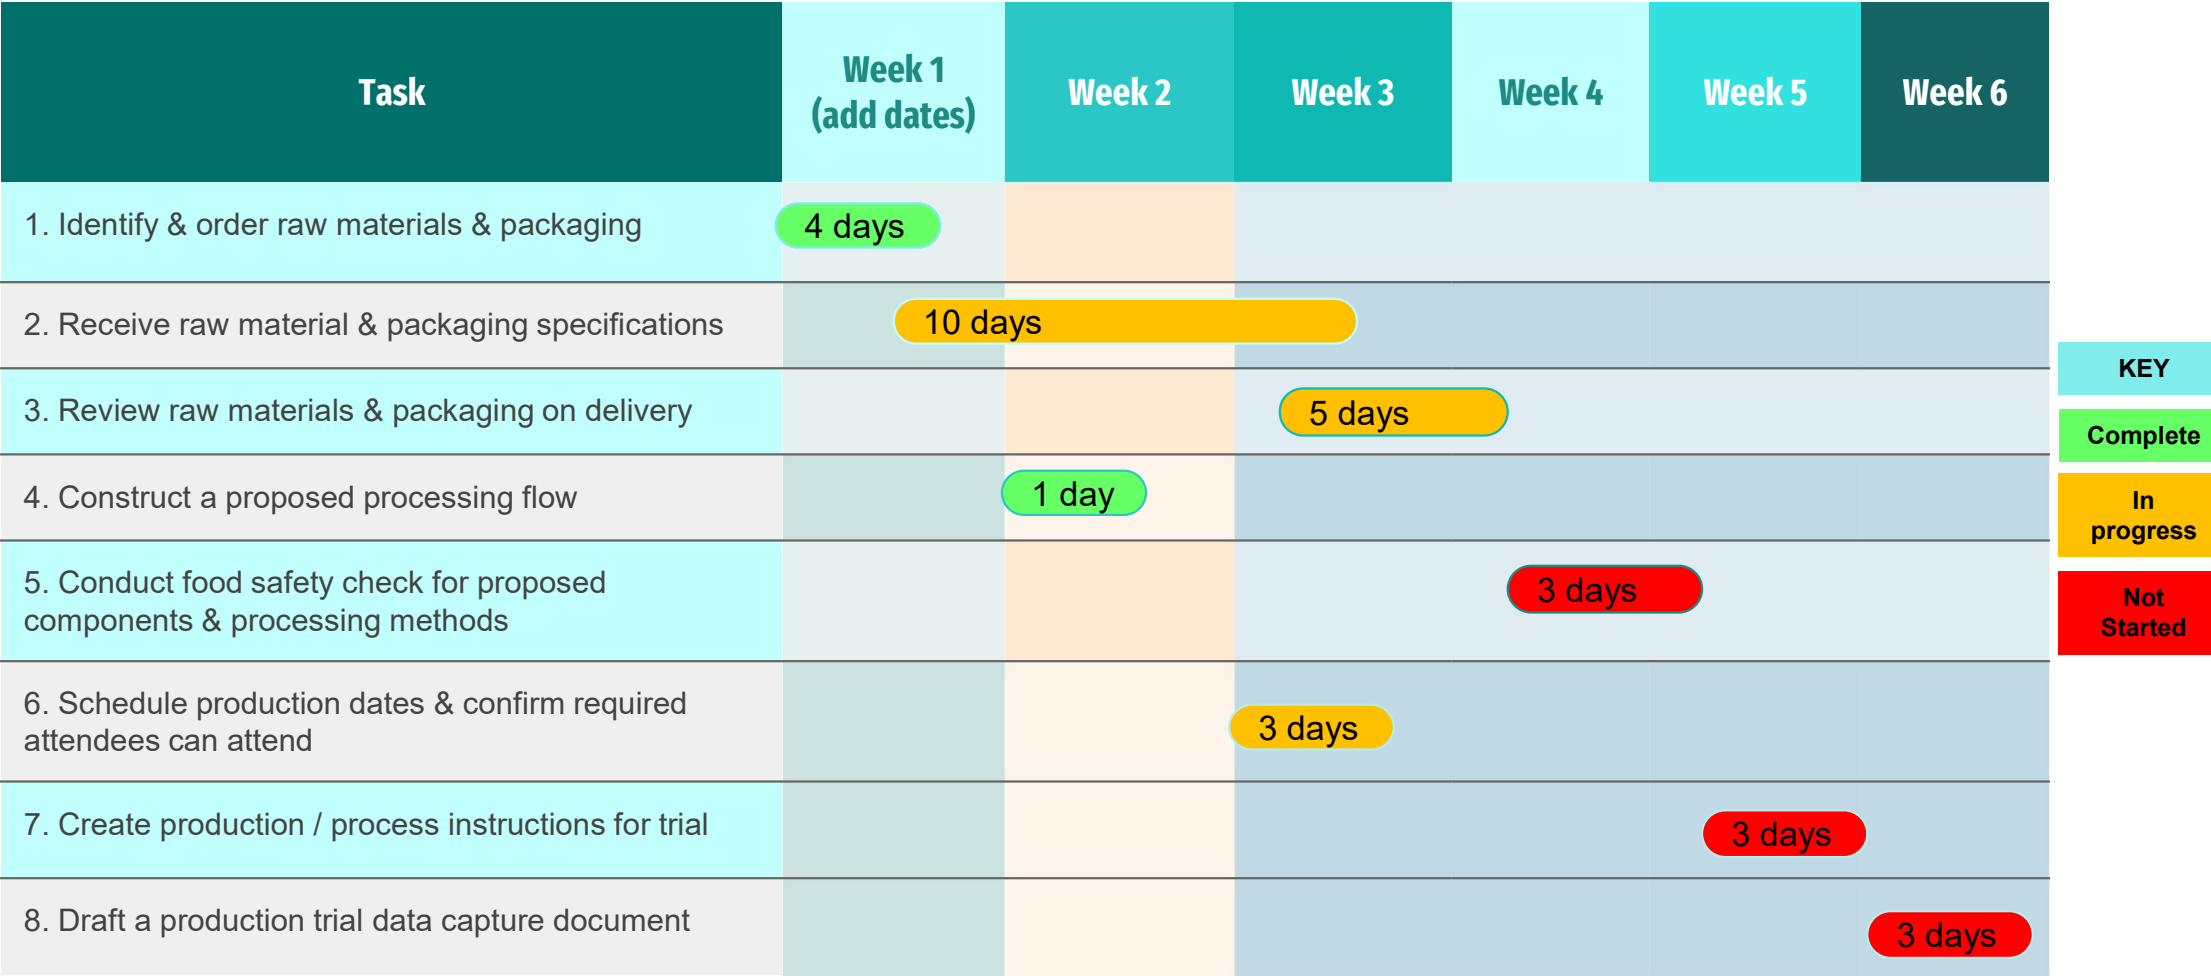 Task
Week 1
(add dates)
Week 2
Week 3
Week 4
Week 5
Week 6
1. Identify & order raw materials & packaging
4 days
2. Receive raw material & packaging specifications
10 days
3. Review raw materials & packaging on delivery
5 days
4. Construct a proposed processing flow
1 day
5. Conduct food safety check for proposed
components & processing methods
3 days
6. Schedule production dates & confirm required
attendees can attend
3 days
7. Create production / process instructions for trial
3 days
8. Draft a production trial data capture document
3 days
KEY
Complete
In
progress
Not
Started